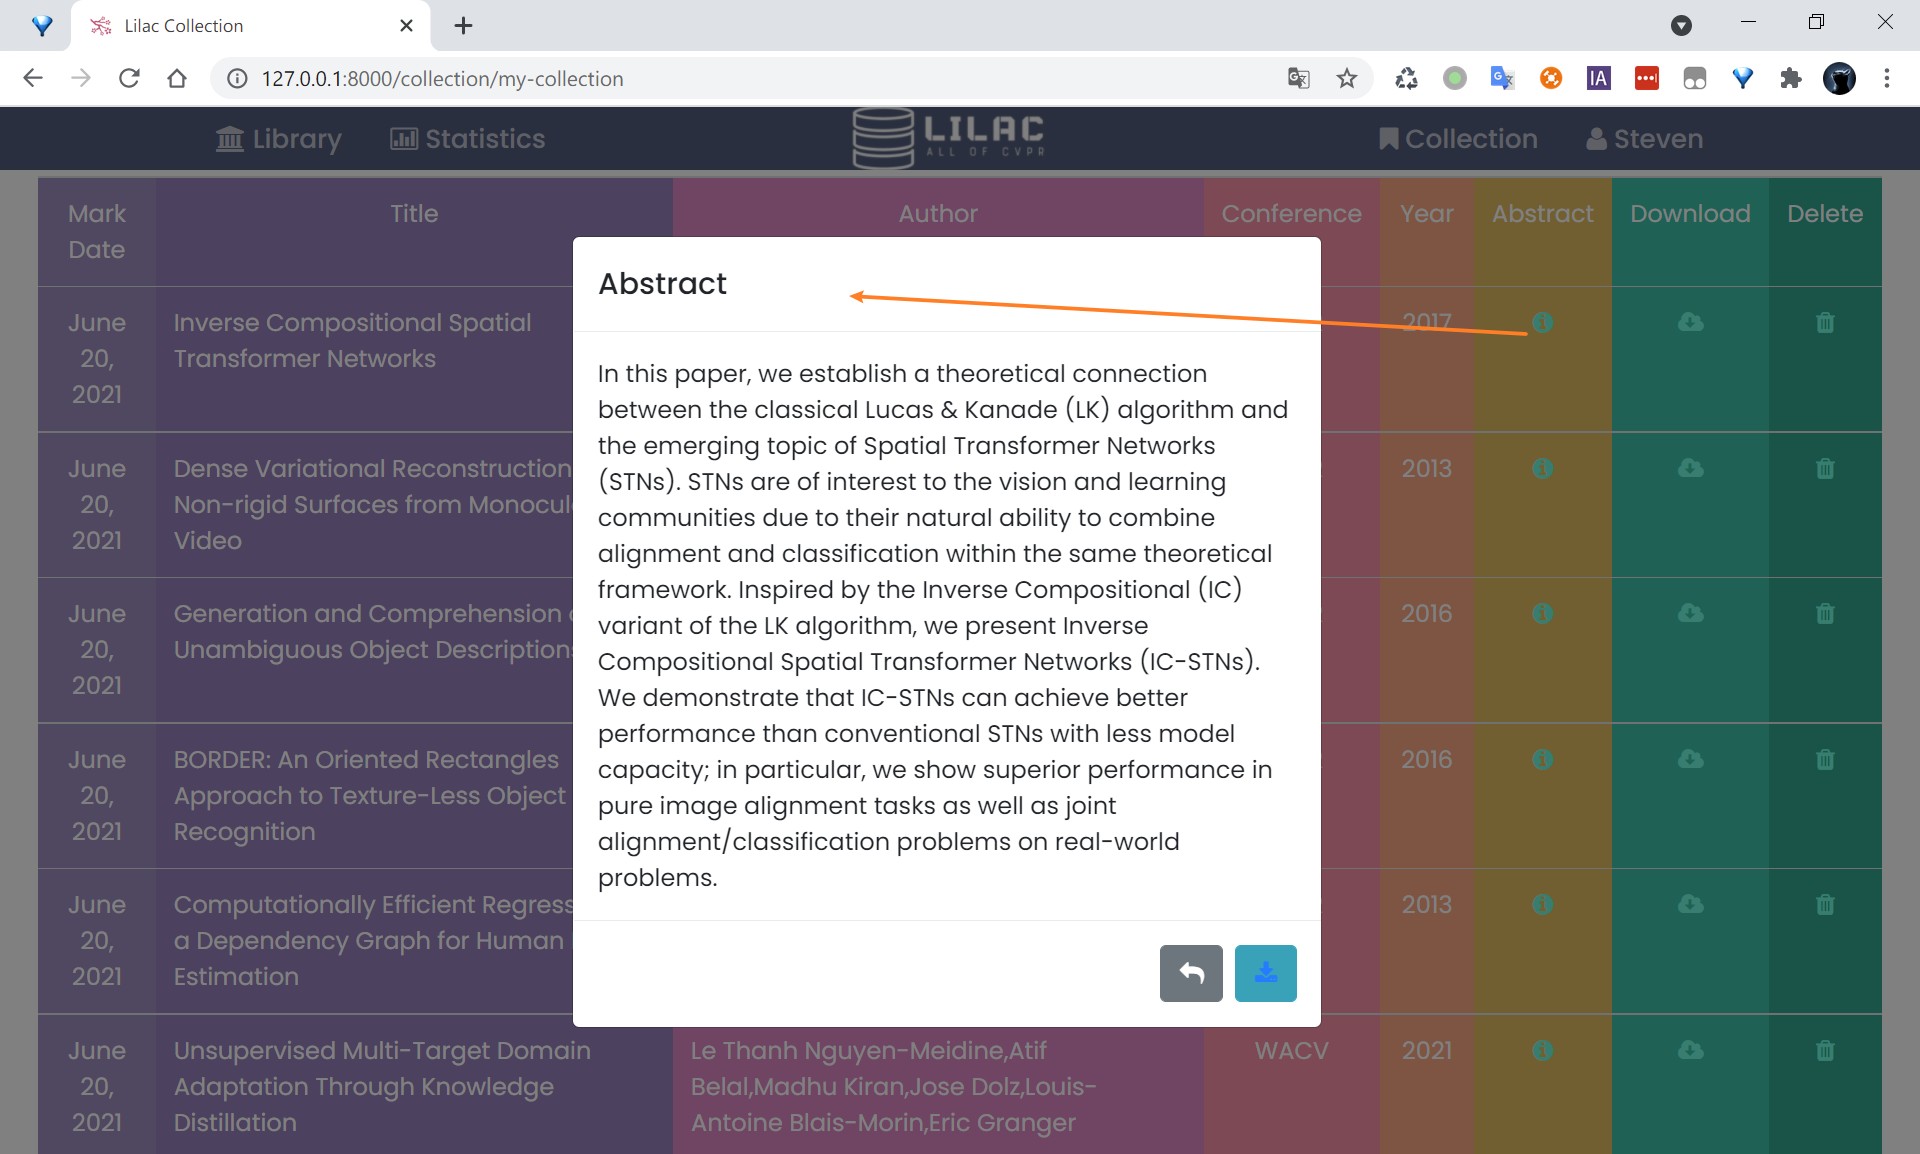 Lilac Collection
127.0.0.1:8000/collection/my-collection
IA
Library
Statistics
LILAC
ALL OF CVPR
Collection
Steven
Mark Date
Title
Author
Conference
Year
Abstract
Download
Delete
June 20, 2021
Inverse Compositional Spatial
Transformer Networks
2017
June 20, 2021
Dense Variational Reconstruction
Non-rigid Surfaces from
Video
2013
June 20, 2021
Generation and Comprehension
Unambiguous Object Descriptions
2016
June 20, 2021
BORDER: An Oriented Rectangles
Approach to Texture-Less Object
Recognition
2016
June 20, 2021
Computationally Efficient
a Dependency Graph for Human
Estimation
2013
June 20, 2021
Unsupervised Multi-Target Domain
Adaptation Through Knowledge
Distillation
Le Thanh Nguyen-Meidine,Atif
Belal,Madhu Kiran,Jose Dolz,Louis-
Antoine Blais-Morin,Eric Granger
WACV
2021
Abstract
In this paper, we establish a theoretical connection
between the classical Lucas & Kanade (LK) algorithm and
the emerging topic of Spatial Transformer Networks
(STNs). STNs are of interest to the vision and learning
communities due to their natural ability to combine
alignment and classification within the same theoretical
framework. Inspired by the Inverse Compositional (IC)
variant of the LK algorithm, we present Inverse
Compositional Spatial Transformer Networks (IC-STNs).
We demonstrate that IC-STNs can achieve better
performance than conventional STNs with less model
capacity; in particular, we show superior performance in
pure image alignment tasks as well as joint
alignment/classification problems on real-world
problems.